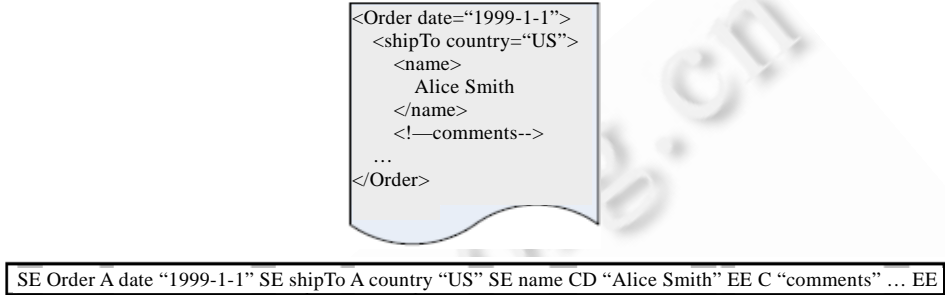 <Order date=“1999-1-1”>
<shipTo country=“US”>
<name>
Alice Smith
</name>
<!—comments-->
…
</Order>
SE Order A date “1999-1-1” SE shipTo A country “US” SE name CD “Alice Smith” EE C “comments” … EE